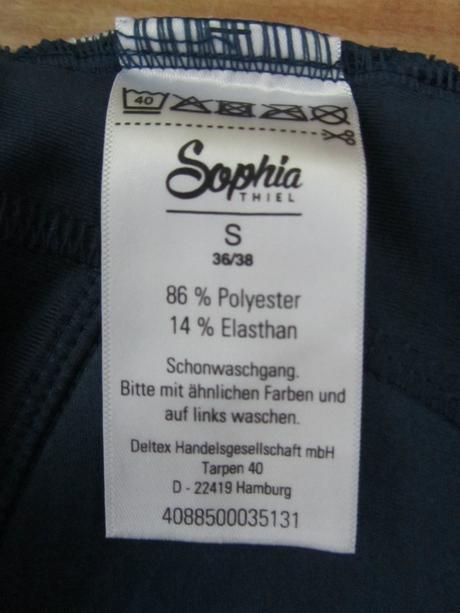 40
Sophia
THIEL
S
36/38
86 % Polyester
14 % Elasthan
Schonwaschgang.
Bitte mit ähnlichen Farben und
auf links waschen.
Deltex Handelsgesellschaft mbH
Tarpen 40
D - 22419 Hamburg
4088500035131